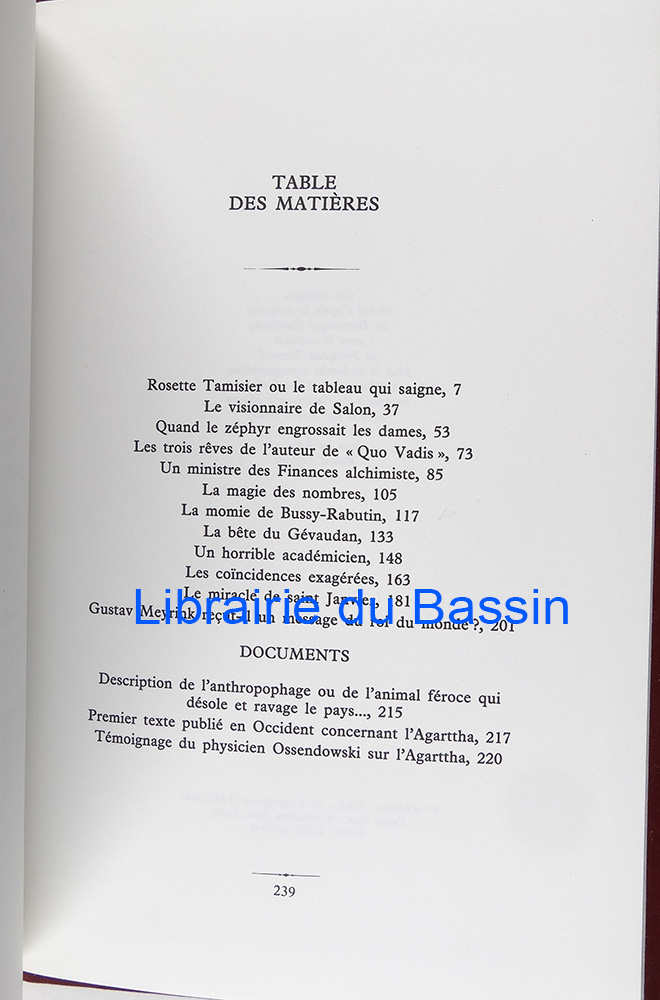 TABLE
DES MATIÈRES
Rosette Tamisier ou le tableau qui saigne, 7
Le visionnaire de Salon, 37
Quand le zéphyr engrossait les dames, 53
Les trois rêves de l'auteur de « Quo Vadis », 73
Un ministre des Finances alchimiste, 85
La magie des nombres, 105
La momie de Bussy-Rabutin, 117
La bête du Gévaudan, 133
Un horrible académicien, 148
Les coïncidences exagérées, 163
Le miracle de saint Janvier, 181
Librairie du Bassin
Gustav Meyrink reçut-il un message du roi du monde ?, 201
DOCUMENTS
Description de l'anthropophage ou de l'animal féroce qui
désole et ravage le pays..., 215
Premier texte publié en Occident concernant l'Agarttha, 217
Témoignage du physicien Ossendowski sur l'Agarttha, 220
239